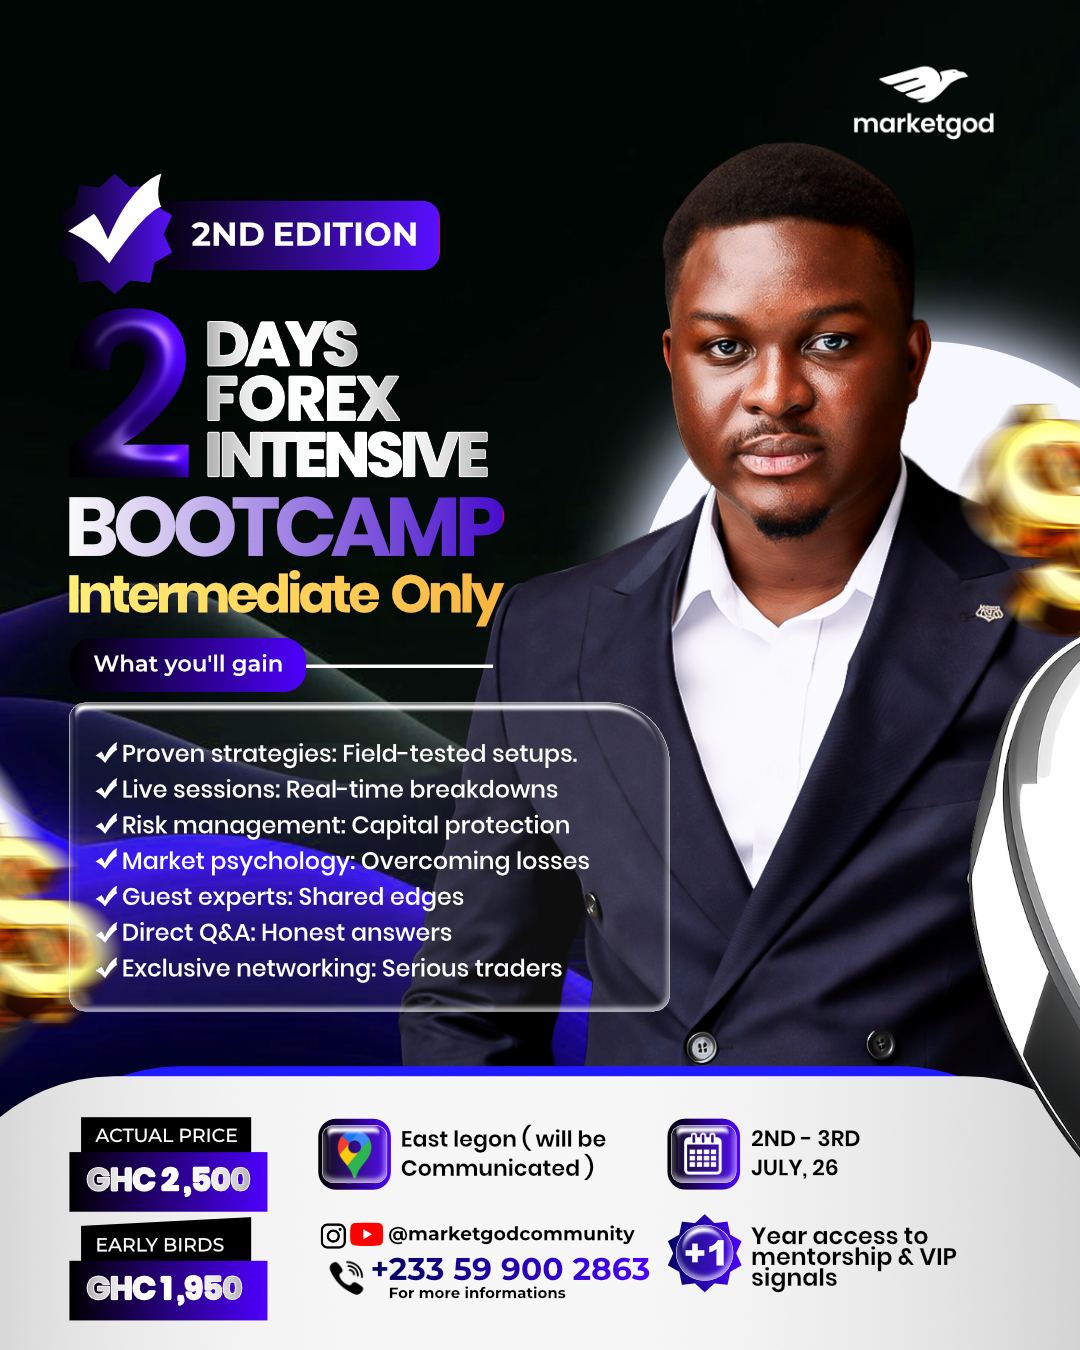 marketgod
2ND EDITION
2 DAYS
FOREX
INTENSIVE
BOOTCAMP
Intermediate Only
What you'll gain
Proven strategies: Field-tested setups.
Live sessions: Real-time breakdowns
Risk management: Capital protection
Market psychology: Overcoming losses
Guest experts: Shared edges
Direct Q&A: Honest answers
Exclusive networking: Serious traders
ACTUAL PRICE
GHC 2,500
EARLY BIRDS
GHC 1,950
East legon ( will be
Communicated )
@marketgodcommunity
+233 59 900 2863
For more informations
2ND - 3RD
JULY, 26
+1
Year access to
mentorship & VIP
signals